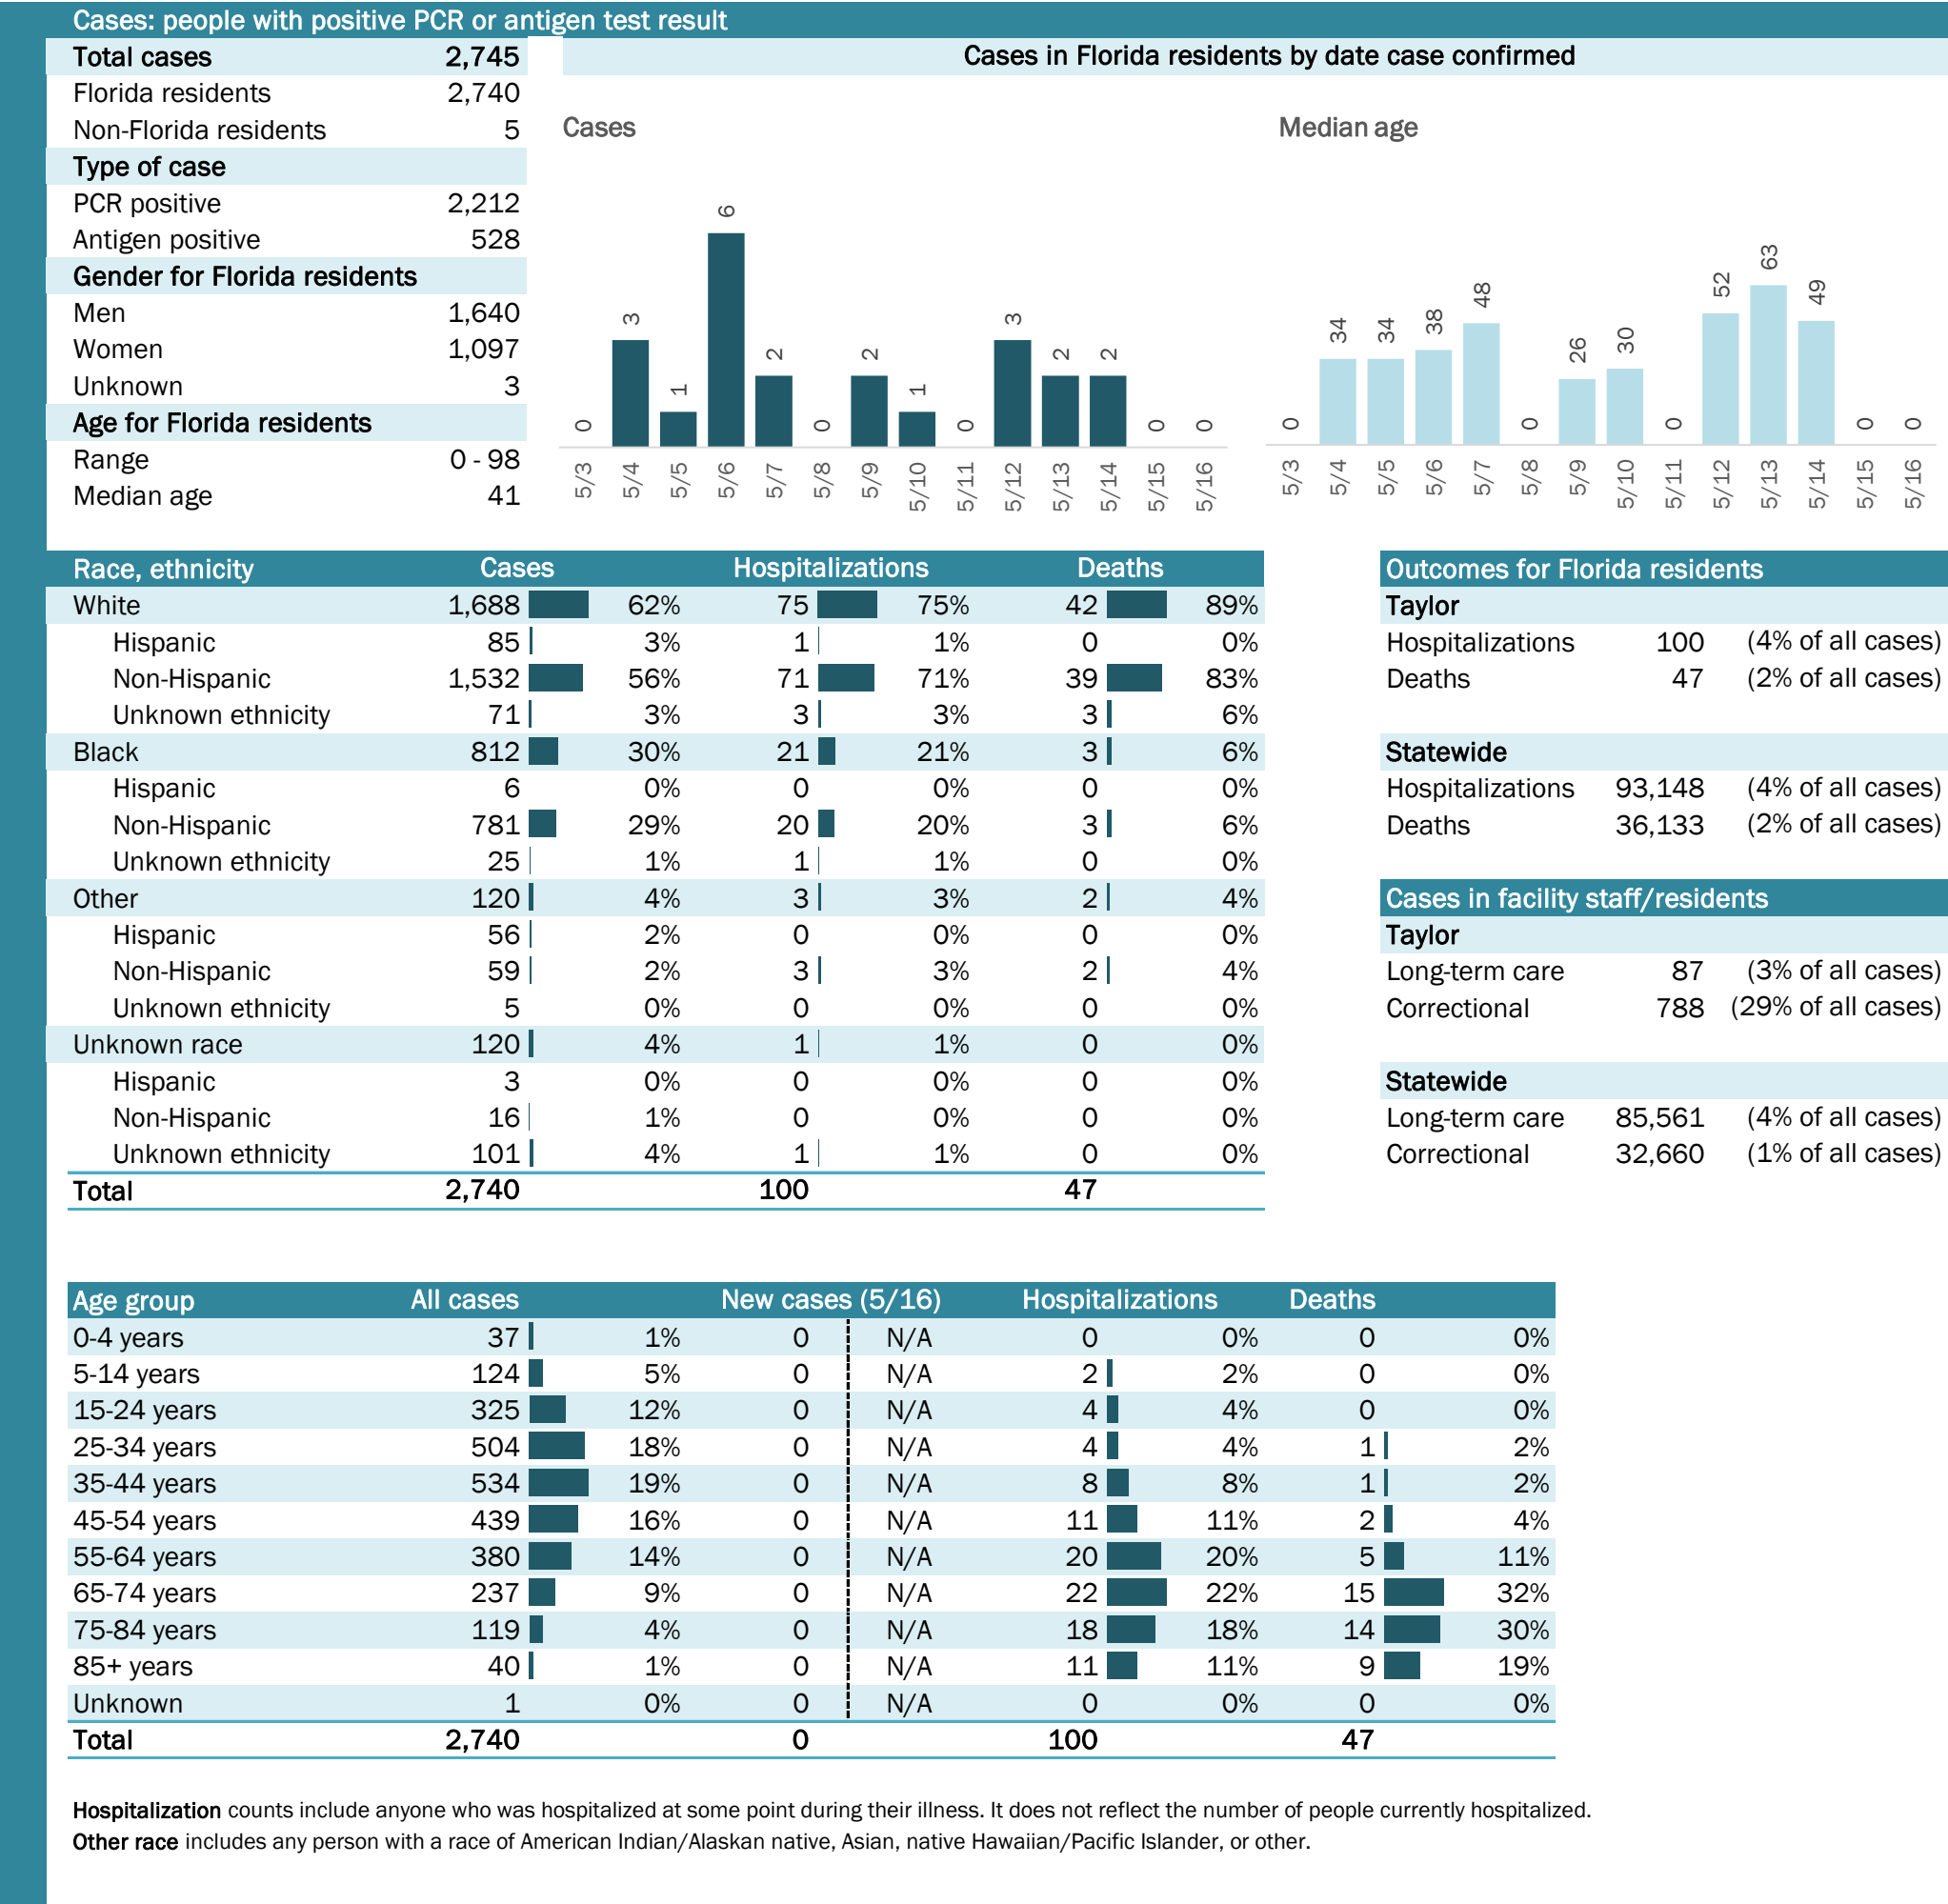 Cases: people with positive PCR or antigen test result
Total cases 2,745
Florida residents 2,740
Non-Florida residents 5
Type of case
PCR positive 2,212
Antigen positive 528
Gender for Florida residents
Men 1,640
Women 1,097
Unknown 3
Age for Florida residents
Range 0 - 98
Median age 41
Cases in Florida residents by date case confirmed
Cases
0 3 1 6 2 0 2 1 0 3 2 2 0 0
5/3 5/4 5/5 5/6 5/7 5/8 5/9 5/10 5/11 5/12 5/13 5/14 5/15 5/16
Median age
0 34 34 38 48 0 26 30 0 52 63 49 0 0
5/3 5/4 5/5 5/6 5/7 5/8 5/9 5/10 5/11 5/12 5/13 5/14 5/15 5/16
Race, ethnicity Cases Hospitalizations Deaths
White 1,688 62% 75 75% 42 89%
Hispanic 85 3% 1 1% 0 0%
Non-Hispanic 1,532 56% 71 71% 39 83%
Unknown ethnicity 71 3% 3 3% 3 6%
Black 812 30% 21 21% 3 6%
Hispanic 6 0% 0 0% 0 0%
Non-Hispanic 781 29% 20 20% 3 6%
Unknown ethnicity 25 1% 1 1% 0 0%
Other 120 4% 3 3% 2 4%
Hispanic 56 2% 0 0% 0 0%
Non-Hispanic 59 2% 3 3% 2 4%
Unknown ethnicity 5 0% 0 0% 0 0%
Unknown race 120 4% 1 1% 0 0%
Hispanic 3 0% 0 0% 0 0%
Non-Hispanic 16 1% 0 0% 0 0%
Unknown ethnicity 101 4% 1 1% 0 0%
Total 2,740 100 47
Outcomes for Florida residents
Taylor
Hospitalizations 100 (4% of all cases)
Deaths 47 (2% of all cases)
Statewide
Hospitalizations 93,148 (4% of all cases)
Deaths 36,133 (2% of all cases)
Cases in facility staff/residents
Taylor
Long-term care 87 (3% of all cases)
Correctional 788 (29% of all cases)
Statewide
Long-term care 85,561 (4% of all cases)
Correctional 32,660 (1% of all cases)
Age group All cases New cases (5/16) Hospitalizations Deaths
0-4 years 37 1% 0 N/A 0 0% 0 0%
5-14 years 124 5% 0 N/A 2 2% 0 0%
15-24 years 325 12% 0 N/A 4 4% 0 0%
25-34 years 504 18% 0 N/A 4 4% 1 2%
35-44 years 534 19% 0 N/A 8 8% 1 2%
45-54 years 439 16% 0 N/A 11 11% 2 4%
55-64 years 380 14% 0 N/A 20 20% 5 11%
65-74 years 237 9% 0 N/A 22 22% 15 32%
75-84 years 119 4% 0 N/A 18 18% 14 30%
85+ years 40 1% 0 N/A 11 11% 9 19%
Unknown 1 0% 0 N/A 0 0% 0 0%
Total 2,740 0 100 47
Hospitalization counts include anyone who was hospitalized at some point during their illness. It does not reflect the number of people currently hospitalized.
Other race includes any person with a race of American Indian/Alaskan native, Asian, native Hawaiian/Pacific Islander, or other.